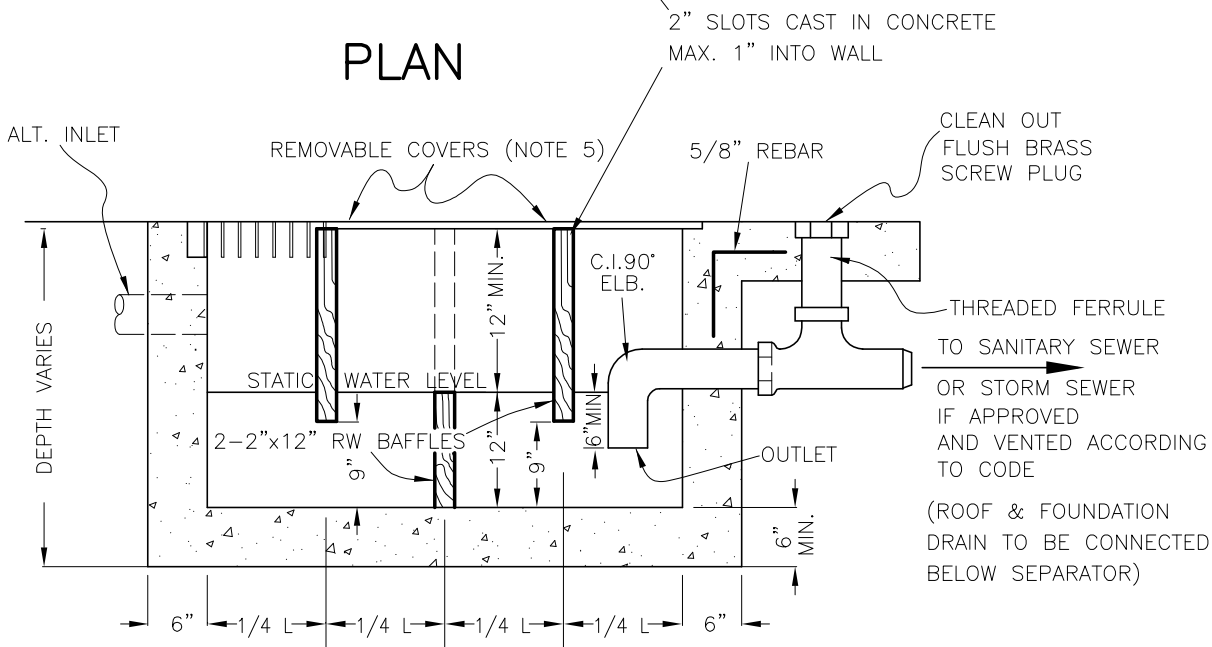 2” SLOTS CAST IN CONCRETE
MAX. 1” INTO WALL
PLAN
ALT. INLET
REMOVABLE COVERS (NOTE 5)
5/8” REBAR
CLEAN OUT
FLUSH BRASS
SCREW PLUG
C.I.90°
ELB.
12” MIN.
THREADED FERRULE
DEPTH VARIES
TO SANITARY SEWER
OR STORM SEWER
IF APPROVED
AND VENTED ACCORDING
TO CODE
STATIC WATER LEVEL
2-2”x12” RW BAFFLES
9”
12”
9”
6”MIN
OUTLET
6”
MIN.
(ROOF & FOUNDATION
DRAIN TO BE CONNECTED
BELOW SEPARATOR)
6”
1/4 L
1/4 L
1/4 L
1/4 L
6”